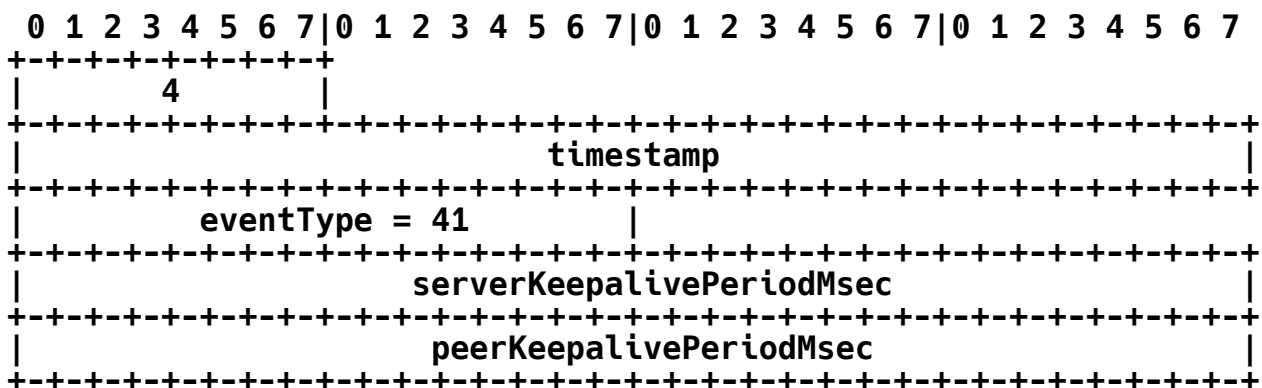 0 1 2 3 4 5 6 7|0 1 2 3 4 5 6 7|0 1 2 3 4 5 6 7|0 1 2 3 4 5 6 7
+-+-+-+-+-+-+-+-+
|       4       |
+-+-+-+-+-+-+-+-+-+-+-+-+-+-+-+-+-+-+-+-+-+-+-+-+-+-+-+-+-+-+-+-+
|                           timestamp                           |
+-+-+-+-+-+-+-+-+-+-+-+-+-+-+-+-+-+-+-+-+-+-+-+-+-+-+-+-+-+-+-+-+
|         eventType = 41        |
+-+-+-+-+-+-+-+-+-+-+-+-+-+-+-+-+-+-+-+-+-+-+-+-+-+-+-+-+-+-+-+-+
|                    serverKeepalivePeriodMsec                  |
+-+-+-+-+-+-+-+-+-+-+-+-+-+-+-+-+-+-+-+-+-+-+-+-+-+-+-+-+-+-+-+-+
|                     peerKeepalivePeriodMsec                   |
+-+-+-+-+-+-+-+-+-+-+-+-+-+-+-+-+-+-+-+-+-+-+-+-+-+-+-+-+-+-+-+-+